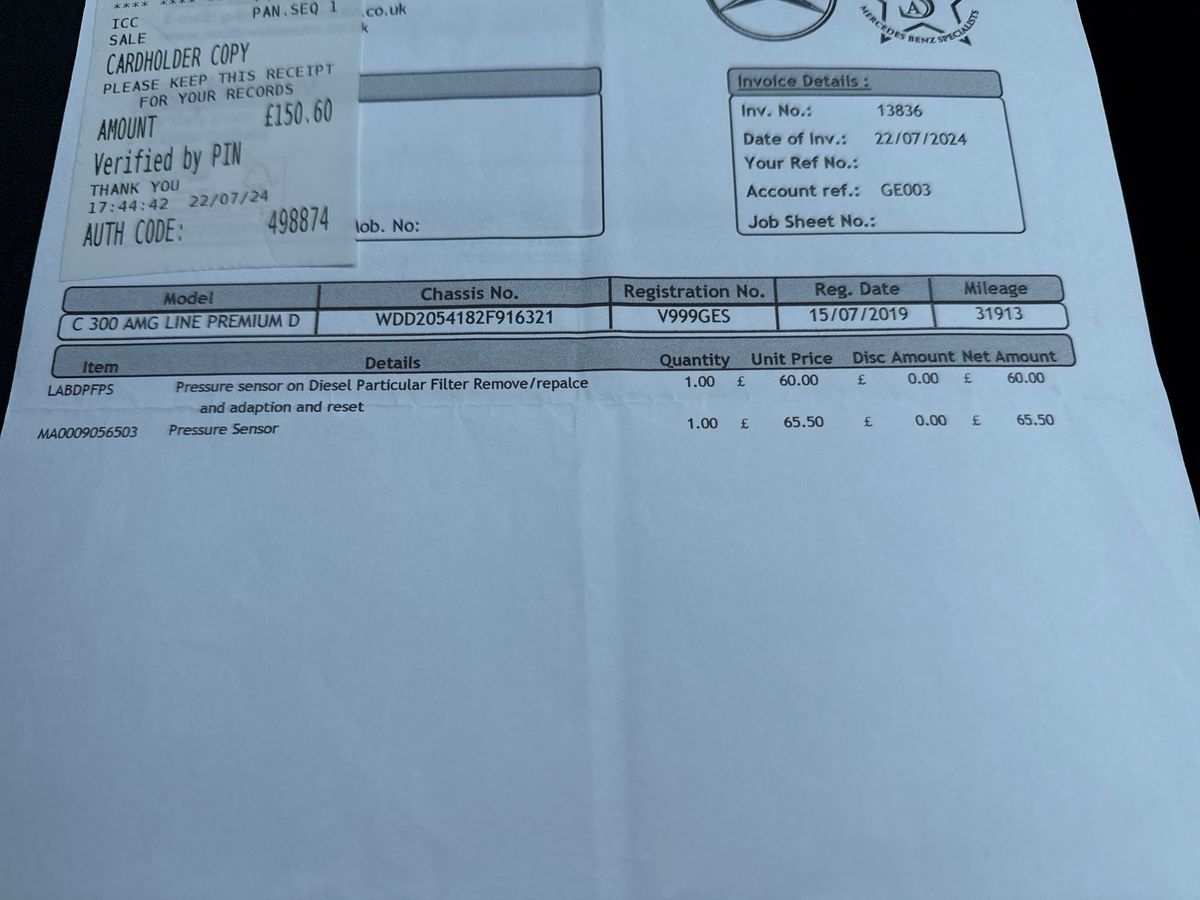 **** **** ****
PAN.SEQ 1
.co.uk
ICC
SALE
k
CARDHOLDER COPY
PLEASE KEEP THIS RECEIPT
FOR YOUR RECORDS
AMOUNT £150.60
Verified by PIN
THANK YOU
17:44:42 22/07/24
AUTH CODE: 498874
ob. No:
MERCEDES BENZ SPECIALISTS
Invoice Details :
Inv. No.: 13836
Date of Inv.: 22/07/2024
Your Ref No.:
Account ref.: GE003
Job Sheet No.:
Model Chassis No. Registration No. Reg. Date Mileage
C 300 AMG LINE PREMIUM D WDD2054182F916321 V999GES 15/07/2019 31913
Item Details Quantity Unit Price Disc Amount Net Amount
LABDPFPS Pressure sensor on Diesel Particular Filter Remove/repalce 1.00 £ 60.00 £ 0.00 £ 60.00
and adaption and reset
MA0009056503 Pressure Sensor 1.00 £ 65.50 £ 0.00 £ 65.50